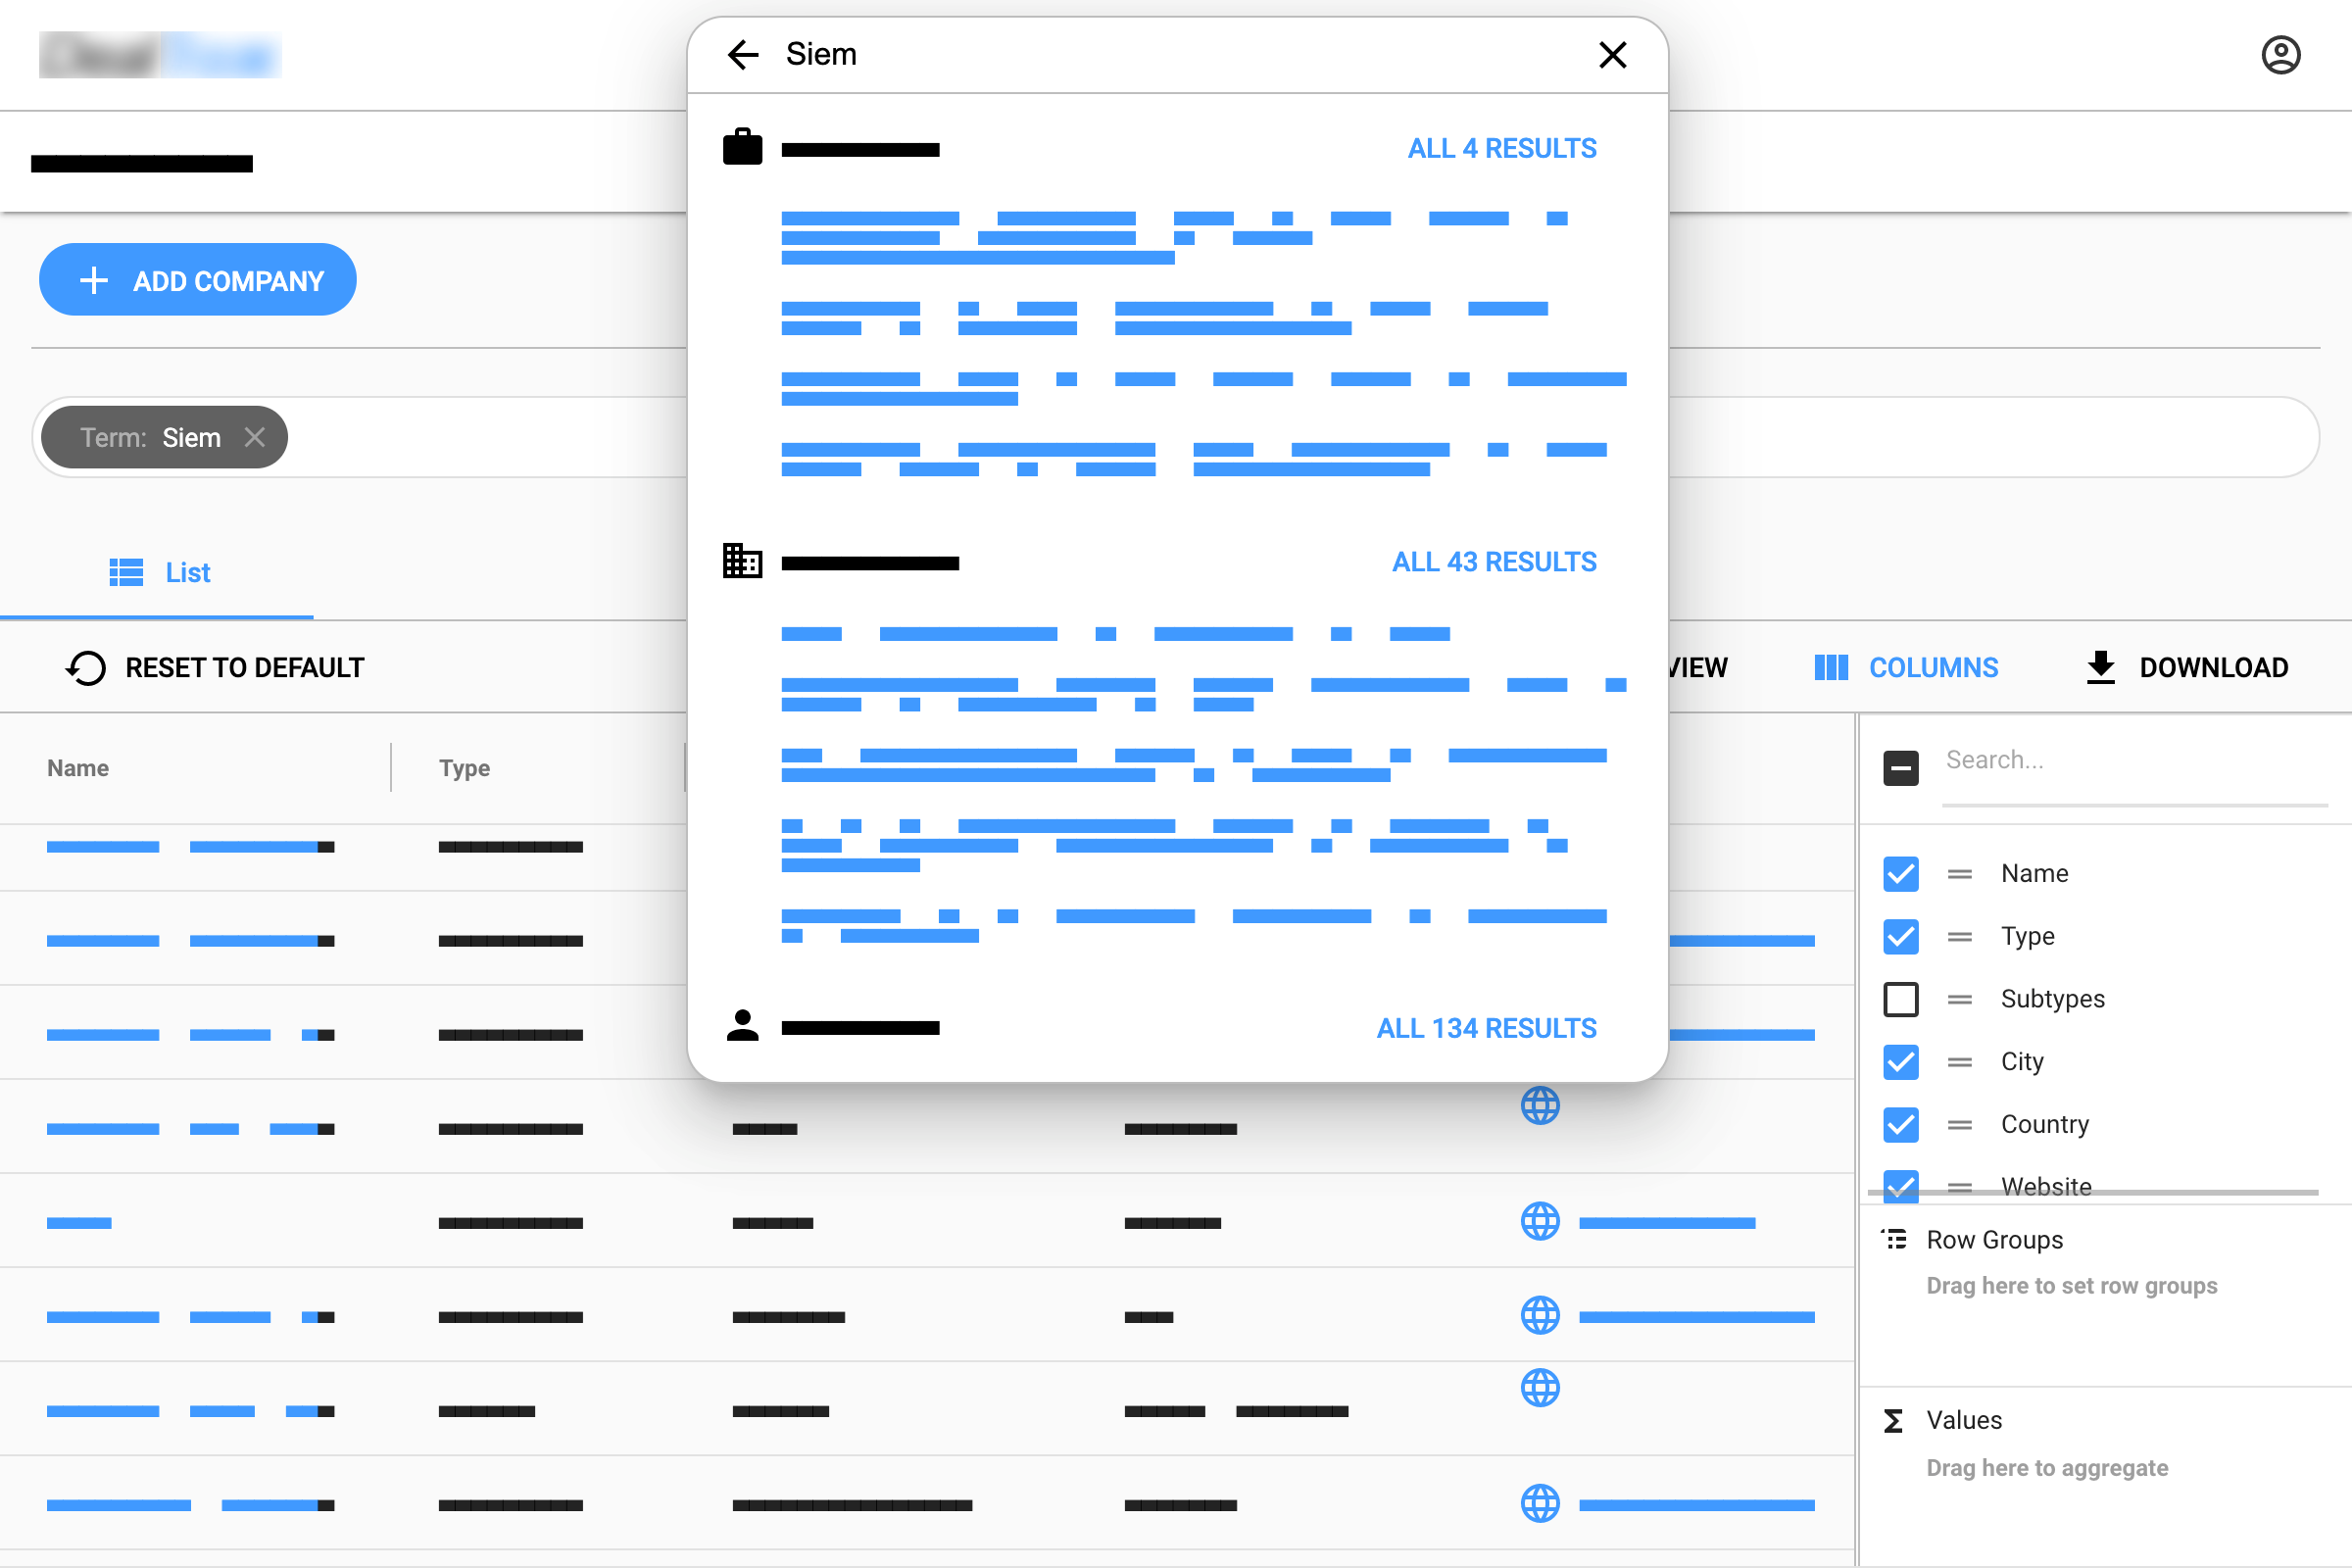 Siem
ALL 4 RESULTS
ADD COMPANY
Term: Siem
List
ALL 43 RESULTS
RESET TO DEFAULT
VIEW
COLUMNS
DOWNLOAD
Name
Type
Search...
Name
Type
Subtypes
City
Country
Website
ALL 134 RESULTS
Row Groups
Drag here to set row groups
Values
Drag here to aggregate